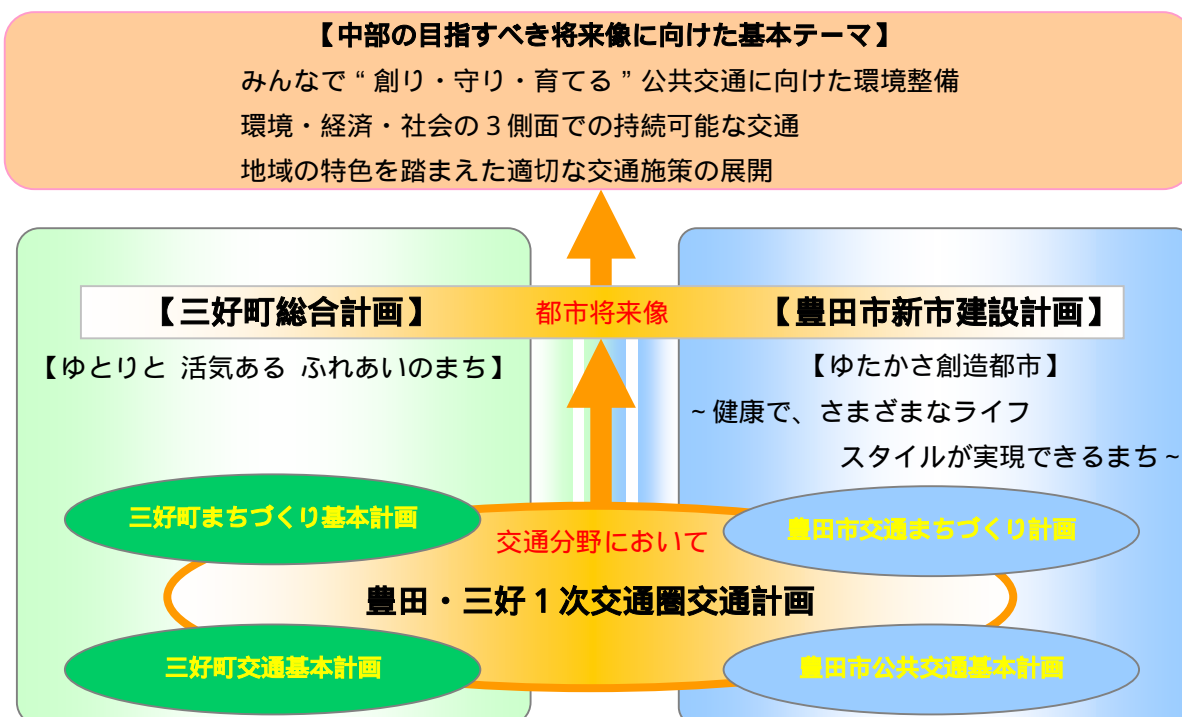 【中部の目指すべき将来像に向けた基本テーマ】
みんなで“創り・守り・育てる”公共交通に向けた環境整備
環境・経済・社会の３側面での持続可能な交通
地域の特色を踏まえた適切な交通施策の展開
【三好町総合計画】
都市将来像
【豊田市新市建設計画】
【ゆとりと 活気ある ふれあいのまち】
【ゆたかさ創造都市】
~健康で、さまざまなライフ
スタイルが実現できるまち~
三好町まちづくり基本計画
交通分野において
豊田市交通まちづくり計画
豊田・三好１次交通圏交通計画
三好町交通基本計画
豊田市公共交通基本計画